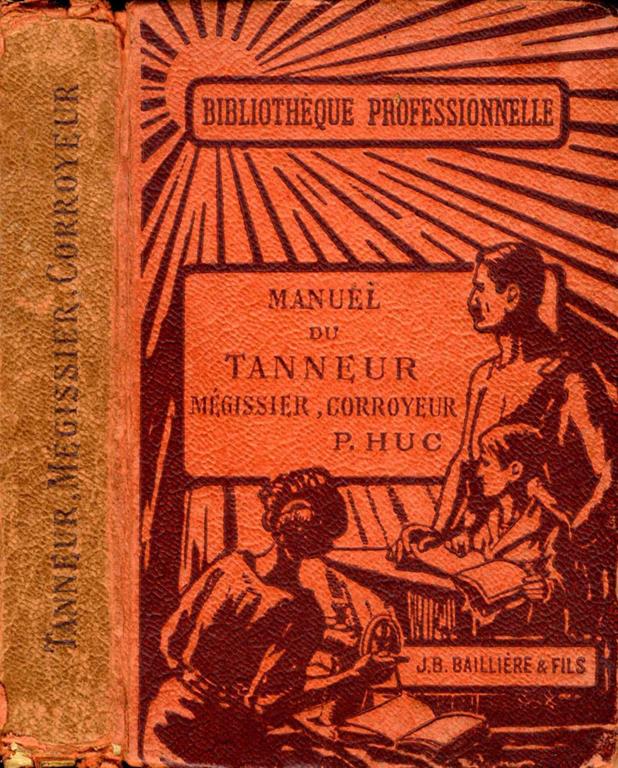 TANNEUR, MÉGISSIER, CORROYEUR
BIBLIOTHÈQUE PROFESSIONNELLE
MANUEL
DU
TANNEUR
MÉGISSIER, CORROYEUR
P. HUC
J.B. BAILLIÈRE & FILS